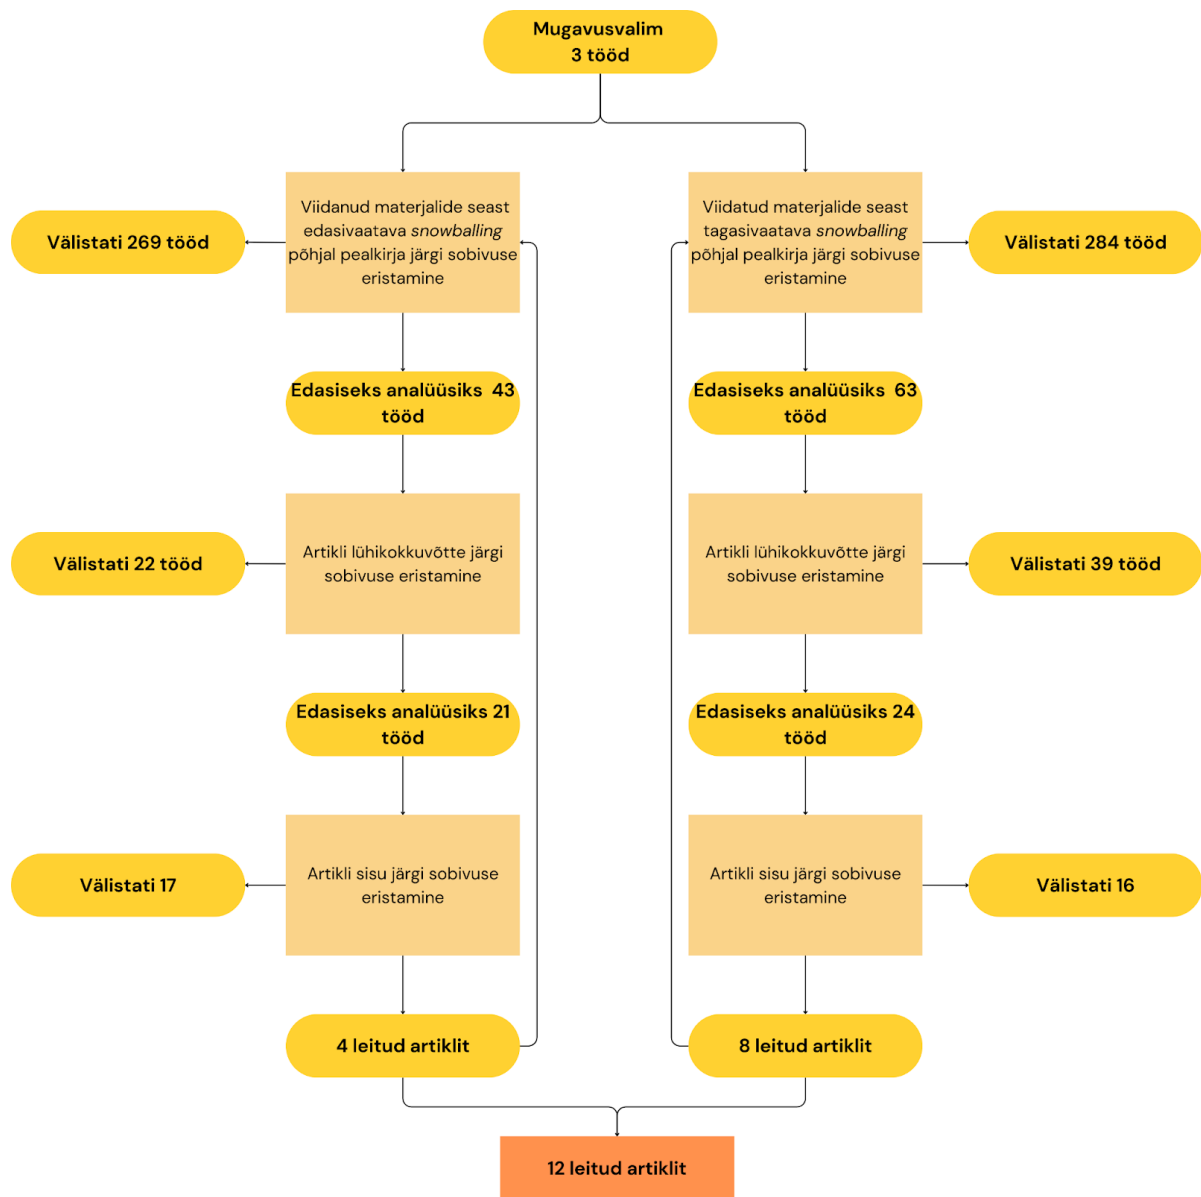 Mugavusvalim
3 tööd
Viidanud materjalide seast
edasivaatava snowballing
põhjal pealkirja järgi sobivuse
eristamine
Viidatud materjalide seast
tagasivaatava snowballing
põhjal pealkirja järgi sobivuse
eristamine
Välistati 269 tööd
Välistati 284 tööd
Edasiseks analüüsiks 43
tööd
Edasiseks analüüsiks 63
tööd
Välistati 22 tööd
Artikli lühikokkuvõtte järgi
sobivuse eristamine
Artikli lühikokkuvõtte järgi
sobivuse eristamine
Välistati 39 tööd
Edasiseks analüüsiks 21
tööd
Edasiseks analüüsiks 24
tööd
Välistati 17
Artikli sisu järgi sobivuse
eristamine
Artikli sisu järgi sobivuse
eristamine
Välistati 16
4 leitud artiklit
8 leitud artiklit
12 leitud artiklit